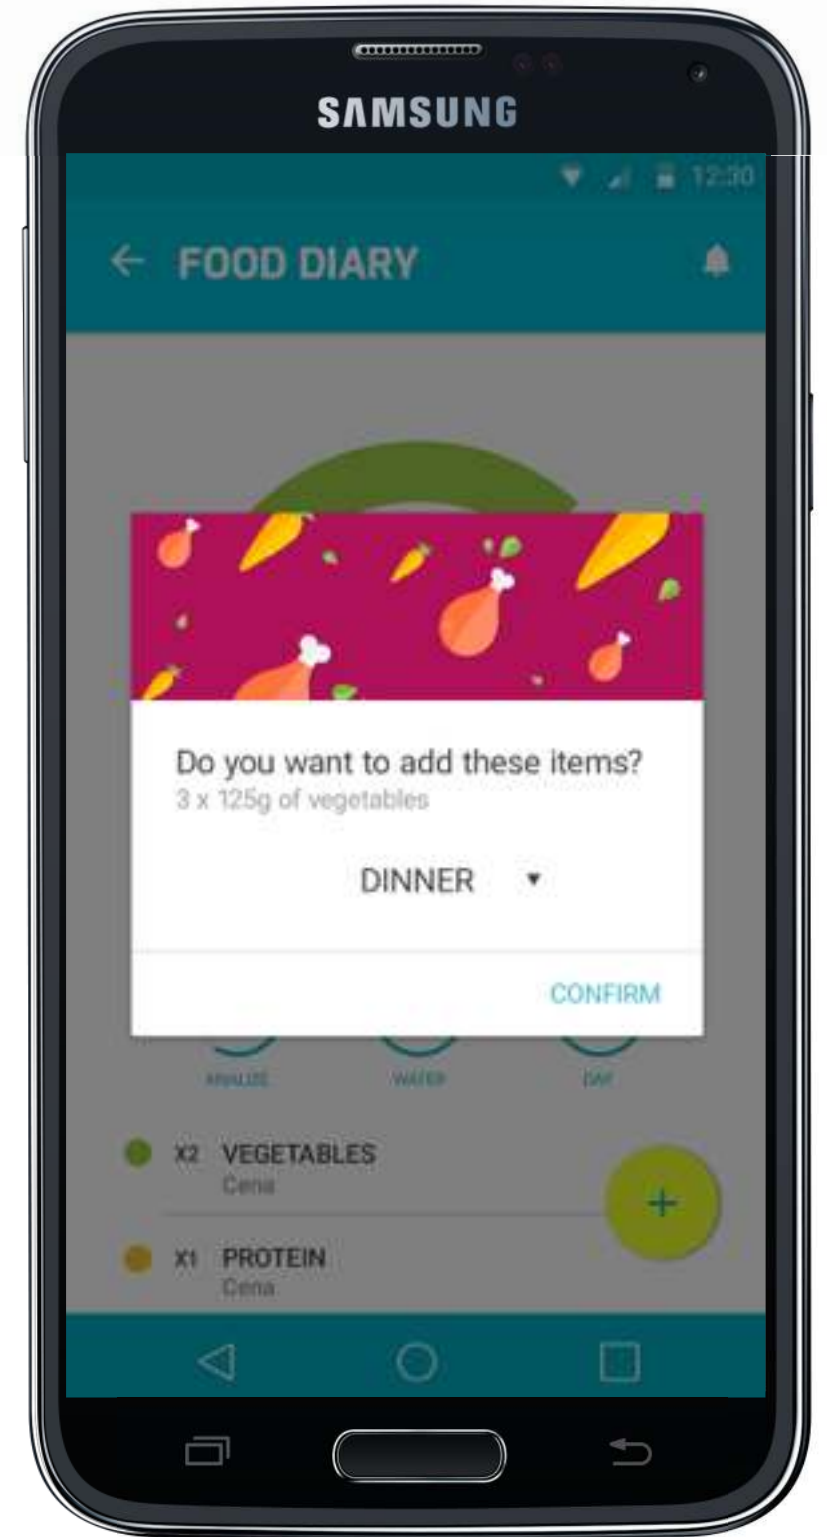 SAMSUNG
12:30
FOOD DIARY
Do you want to add these items?
3 x 125g of vegetables
DINNER
CONFIRM
ANALIZE
WATER
DAY
X2 VEGETABLES
Cena
X1 PROTEIN
Cena